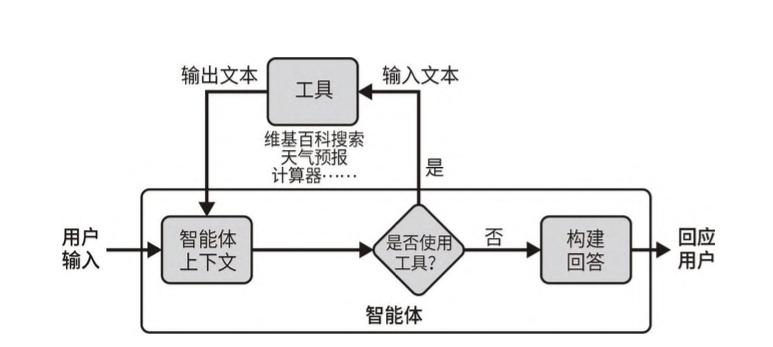 输出文本
工具
输入文本
维基百科搜索
天气预报
计算器……
是
用户
输入
智能体
上下文
是否使用
工具?
否
构建
回答
回应
用户
智能体